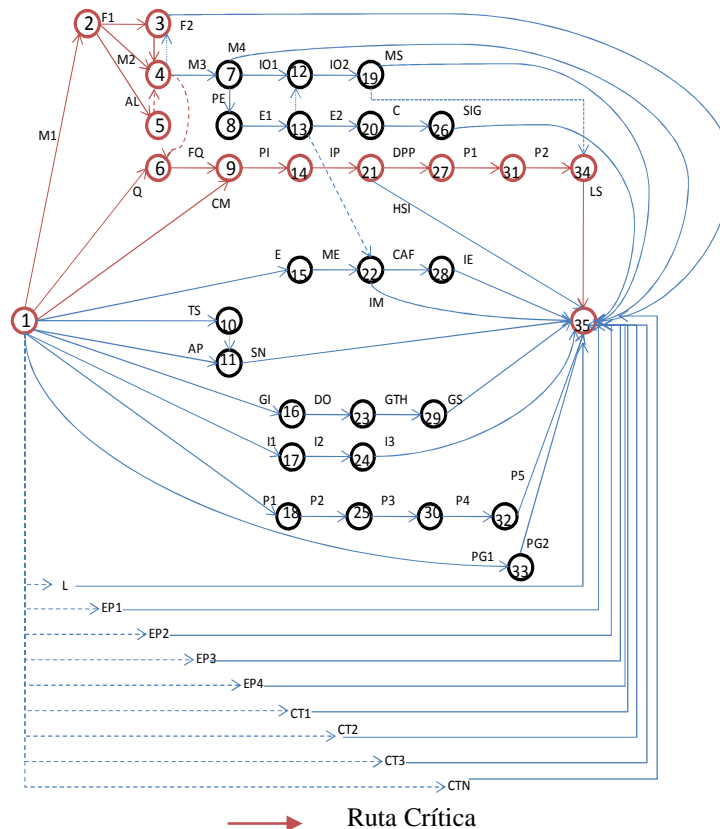 2 F1 3 F2
M2 4 M3 7 M4 IO1 12 IO2 19 MS
AL 5 PE 8 E1 13 E2 20 C 26 SIG
M1
Q 6 FQ 9 PI 14 IP 21 DPP 27 P1 31 P2 34
CM HSI LS
E 15 ME 22 CAF 28 IE
IM
1 TS 10 35
AP 11 SN
GI 16 DO 23 GTH 29 GS
I1 17 I2 24 I3
P1 18 P2 25 P3 30 P4 32 P5
PG1 33 PG2
L
EP1
EP2
EP3
EP4
CT1
CT2
CT3
CTN
Ruta Crítica